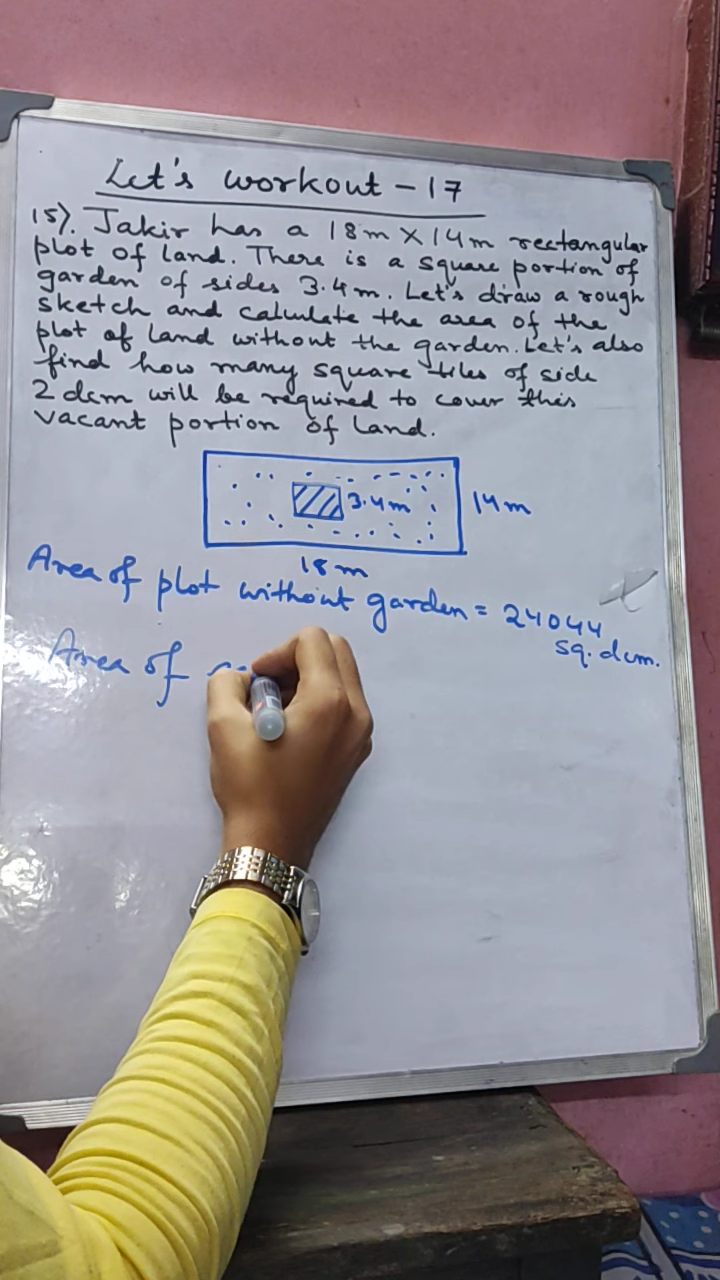 Let's workout - 17
15). Jakir has a 18m X 14m rectangular
plot of land. There is a square portion of
garden of sides 3.4m. Let's draw a rough
sketch and calculate the area of the
plot of land without the garden. Let's also
find how many square tiles of side
2 dcm will be required to cover this
vacant portion of land.
3.4m
14m
18m
Area of plot without garden = 24044
sq. dcm.
Area of